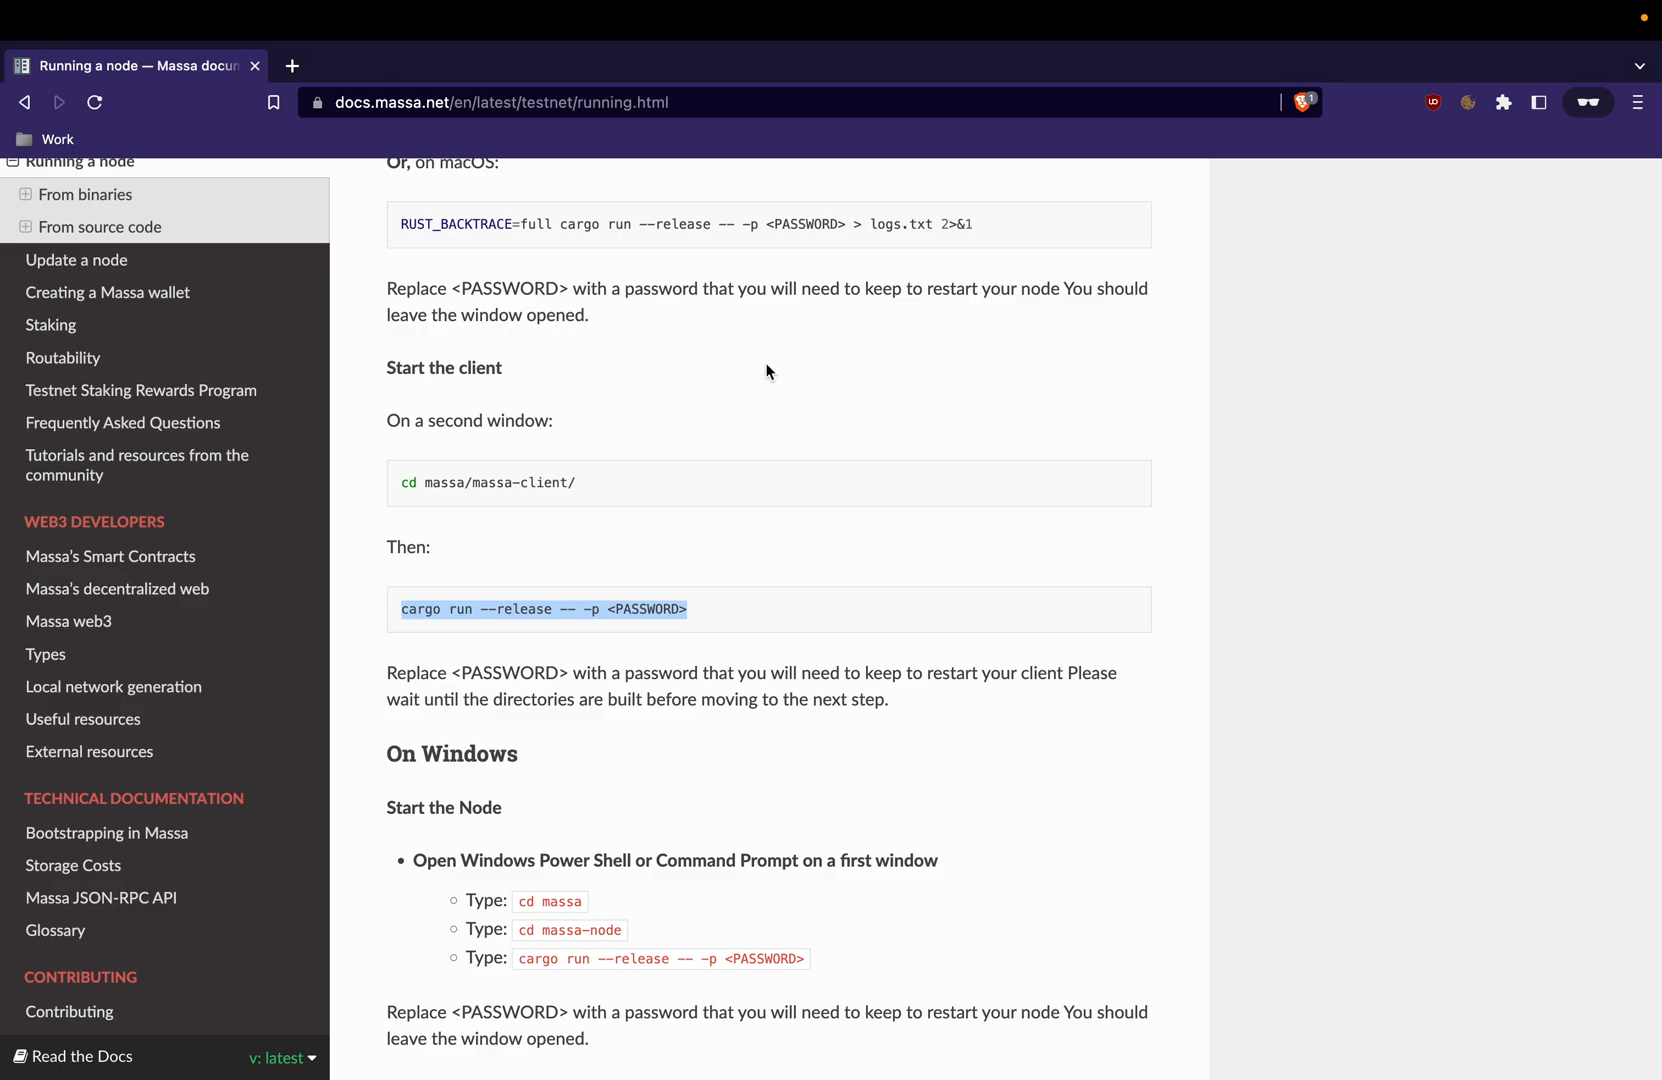 Running a node — Massa docun
docs.massa.net/en/latest/testnet/running.html
1
Work
Running a node
From binaries
From source code
Update a node
Creating a Massa wallet
Staking
Routability
Testnet Staking Rewards Program
Frequently Asked Questions
Tutorials and resources from the
community
WEB3 DEVELOPERS
Massa's Smart Contracts
Massa's decentralized web
Massa web3
Types
Local network generation
Useful resources
External resources
TECHNICAL DOCUMENTATION
Bootstrapping in Massa
Storage Costs
Massa JSON-RPC API
Glossary
CONTRIBUTING
Contributing
Read the Docs
v: latest
Or, on macOS:
RUST_BACKTRACE=full cargo run --release -- -p <PASSWORD> > logs.txt 2>&1
Replace <PASSWORD> with a password that you will need to keep to restart your node You should
leave the window opened.
Start the client
On a second window:
cd massa/massa-client/
Then:
cargo run --release -- -p <PASSWORD>
Replace <PASSWORD> with a password that you will need to keep to restart your client Please
wait until the directories are built before moving to the next step.
On Windows
Start the Node
• Open Windows Power Shell or Command Prompt on a first window
Type: cd massa
Type: cd massa-node
Type: cargo run --release -- -p <PASSWORD>
Replace <PASSWORD> with a password that you will need to keep to restart your node You should
leave the window opened.